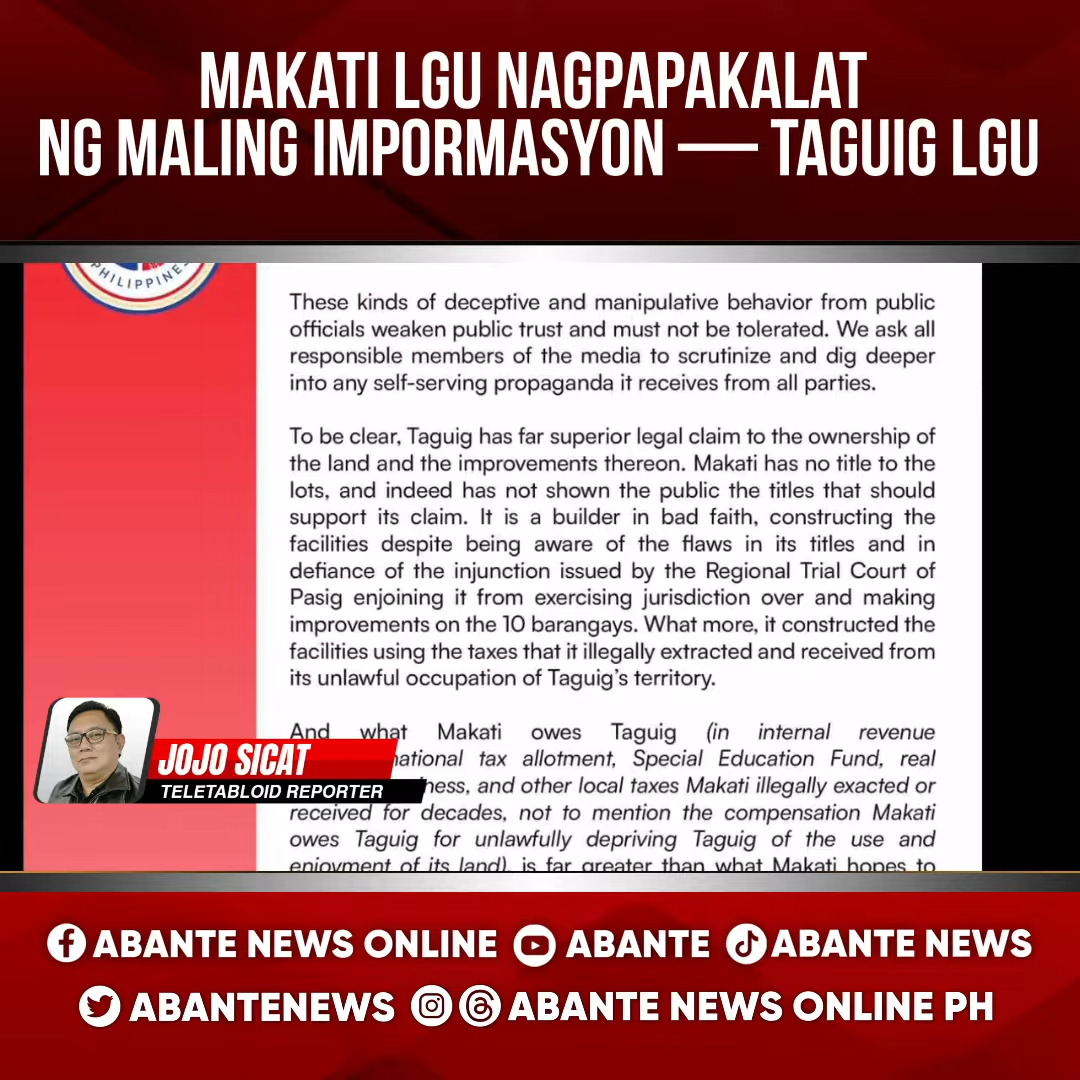 MAKATI LGU NAGPAPAKALAT
NG MALING IMPORMASYON — TAGUIG LGU
PHILIPPINES
These kinds of deceptive and manipulative behavior from public
officials weaken public trust and must not be tolerated. We ask all
responsible members of the media to scrutinize and dig deeper
into any self-serving propaganda it receives from all parties.
To be clear, Taguig has far superior legal claim to the ownership of
the land and the improvements thereon. Makati has no title to the
lots, and indeed has not shown the public the titles that should
support its claim. It is a builder in bad faith, constructing the
facilities despite being aware of the flaws in its titles and in
defiance of the injunction issued by the Regional Trial Court of
Pasig enjoining it from exercising jurisdiction over and making
improvements on the 10 barangays. What more, it constructed the
facilities using the taxes that it illegally extracted and received from
its unlawful occupation of Taguig's territory.
And what Makati owes Taguig (in internal revenue
tax allotment, Special Education Fund, real
and other local taxes Makati illegally exacted or
received for decades, not to mention the compensation Makati
owes Taguig for unlawfully depriving Taguig of the use and
enjoyment of its land), is far greater than what Makati hopes to
JOJO SICAT
TELETABLOID REPORTER
ABANTE NEWS ONLINE ABANTE ABANTE NEWS
ABANTENEWS ABANTE NEWS ONLINE PH